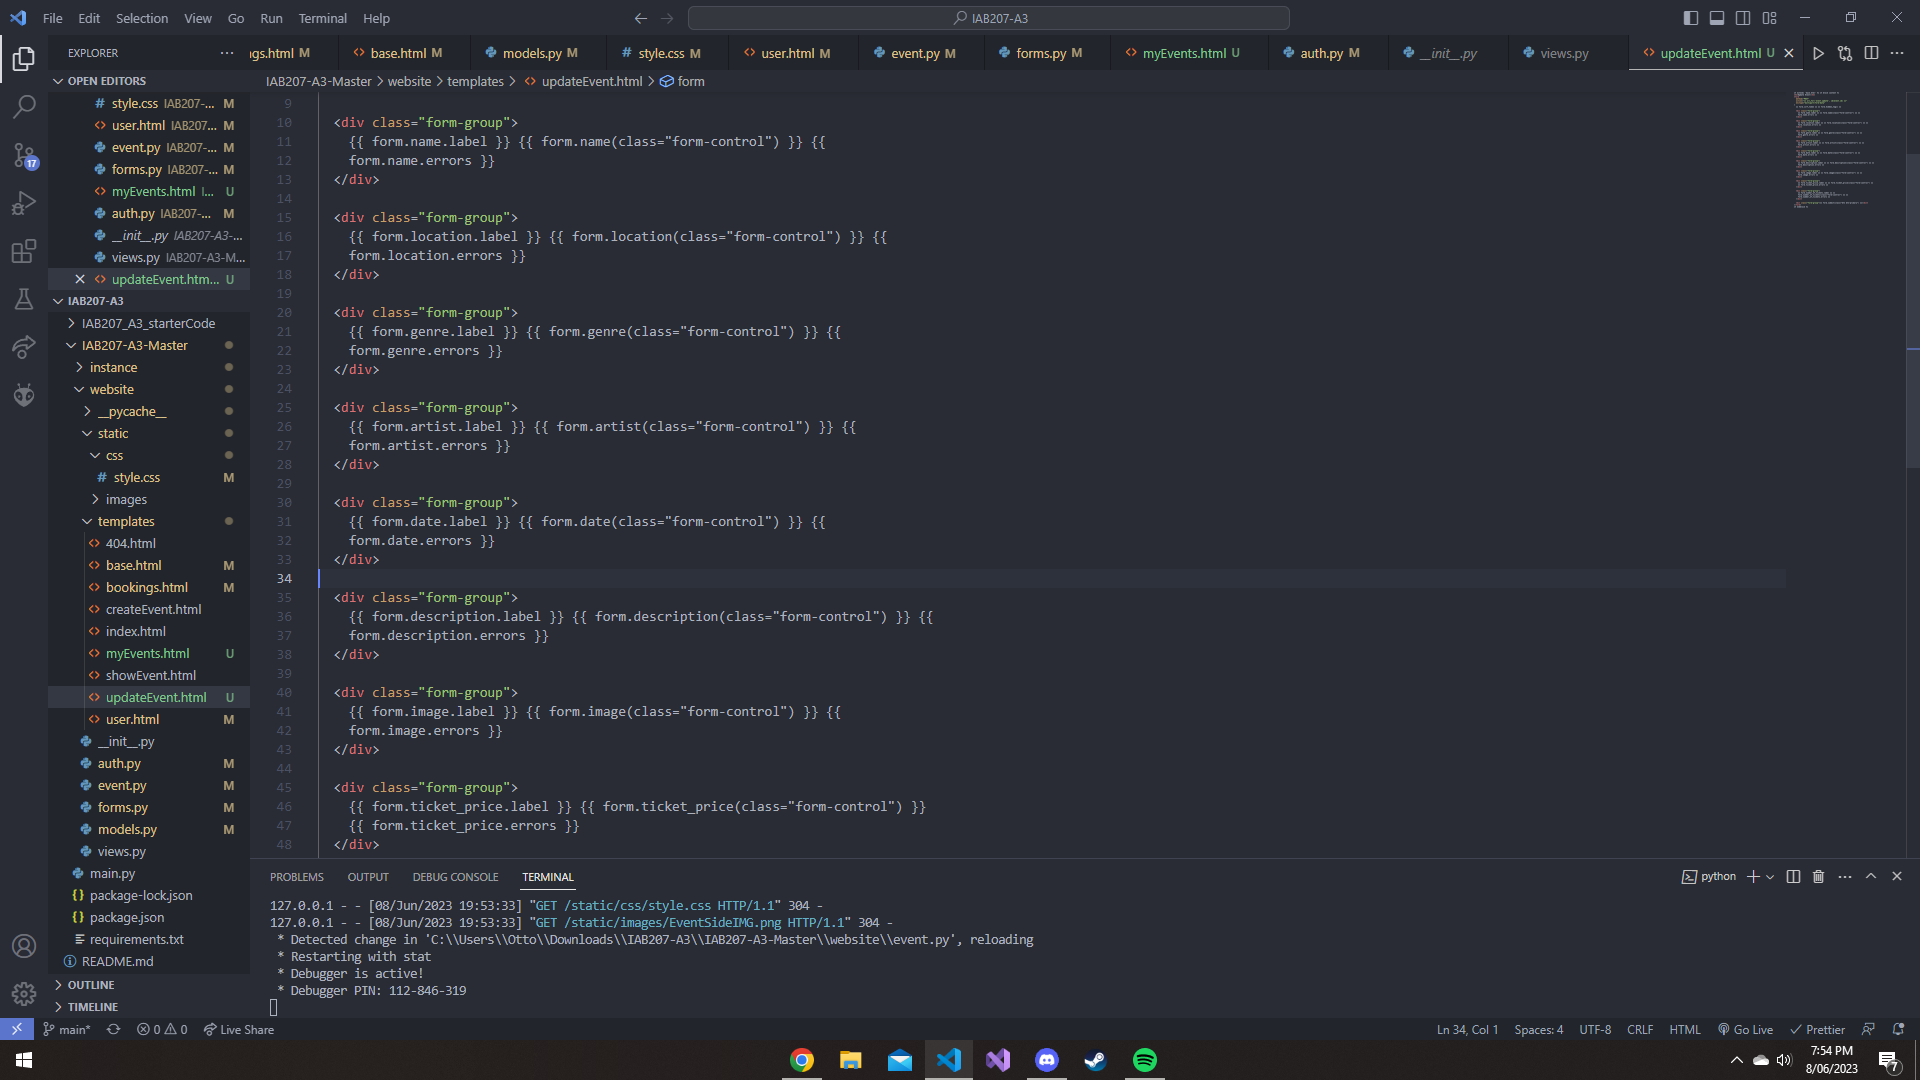 File Edit Selection View Go Run Terminal Help
IAB207-A3
EXPLORER
gs.html M
base.html M
models.py M
style.css M
user.html M
event.py M
forms.py M
myEvents.html U
auth.py M
__init__.py
views.py
updateEvent.html U
IAB207-A3-Master > website > templates > updateEvent.html > form
OPEN EDITORS
style.css IAB207-... M
user.html IAB207... M
event.py IAB207-... M
forms.py IAB207-... M
myEvents.html I... U
auth.py IAB207-... M
__init__.py IAB207-A3-...
views.py IAB207-A3-M...
updateEvent.htm... U
17
IAB207-A3
IAB207_A3_starterCode
IAB207-A3-Master
instance
website
__pycache__
static
css
style.css M
images
templates
404.html
base.html M
bookings.html M
createEvent.html
index.html
myEvents.html U
showEvent.html
updateEvent.html U
user.html M
__init__.py
auth.py M
event.py M
forms.py M
models.py M
views.py
main.py
package-lock.json
package.json
requirements.txt
README.md
OUTLINE
TIMELINE
9
10 <div class="form-group">
11 {{ form.name.label }} {{ form.name(class="form-control") }} {{
12 form.name.errors }}
13 </div>
14
15 <div class="form-group">
16 {{ form.location.label }} {{ form.location(class="form-control") }} {{
17 form.location.errors }}
18 </div>
19
20 <div class="form-group">
21 {{ form.genre.label }} {{ form.genre(class="form-control") }} {{
22 form.genre.errors }}
23 </div>
24
25 <div class="form-group">
26 {{ form.artist.label }} {{ form.artist(class="form-control") }} {{
27 form.artist.errors }}
28 </div>
29
30 <div class="form-group">
31 {{ form.date.label }} {{ form.date(class="form-control") }} {{
32 form.date.errors }}
33 </div>
34
35 <div class="form-group">
36 {{ form.description.label }} {{ form.description(class="form-control") }} {{
37 form.description.errors }}
38 </div>
39
40 <div class="form-group">
41 {{ form.image.label }} {{ form.image(class="form-control") }} {{
42 form.image.errors }}
43 </div>
44
45 <div class="form-group">
46 {{ form.ticket_price.label }} {{ form.ticket_price(class="form-control") }}
47 {{ form.ticket_price.errors }}
48 </div>
PROBLEMS OUTPUT DEBUG CONSOLE TERMINAL
python
127.0.0.1 - - [08/Jun/2023 19:53:33] "GET /static/css/style.css HTTP/1.1" 304 -
127.0.0.1 - - [08/Jun/2023 19:53:33] "GET /static/images/EventSideIMG.png HTTP/1.1" 304 -
* Detected change in 'C:\\Users\\Otto\\Downloads\\IAB207-A3\\IAB207-A3-Master\\website\\event.py', reloading
* Restarting with stat
* Debugger is active!
* Debugger PIN: 112-846-319
main* 0 0 Live Share
Ln 34, Col 1 Spaces: 4 UTF-8 CRLF HTML Go Live Prettier
7:54 PM
8/06/2023
7